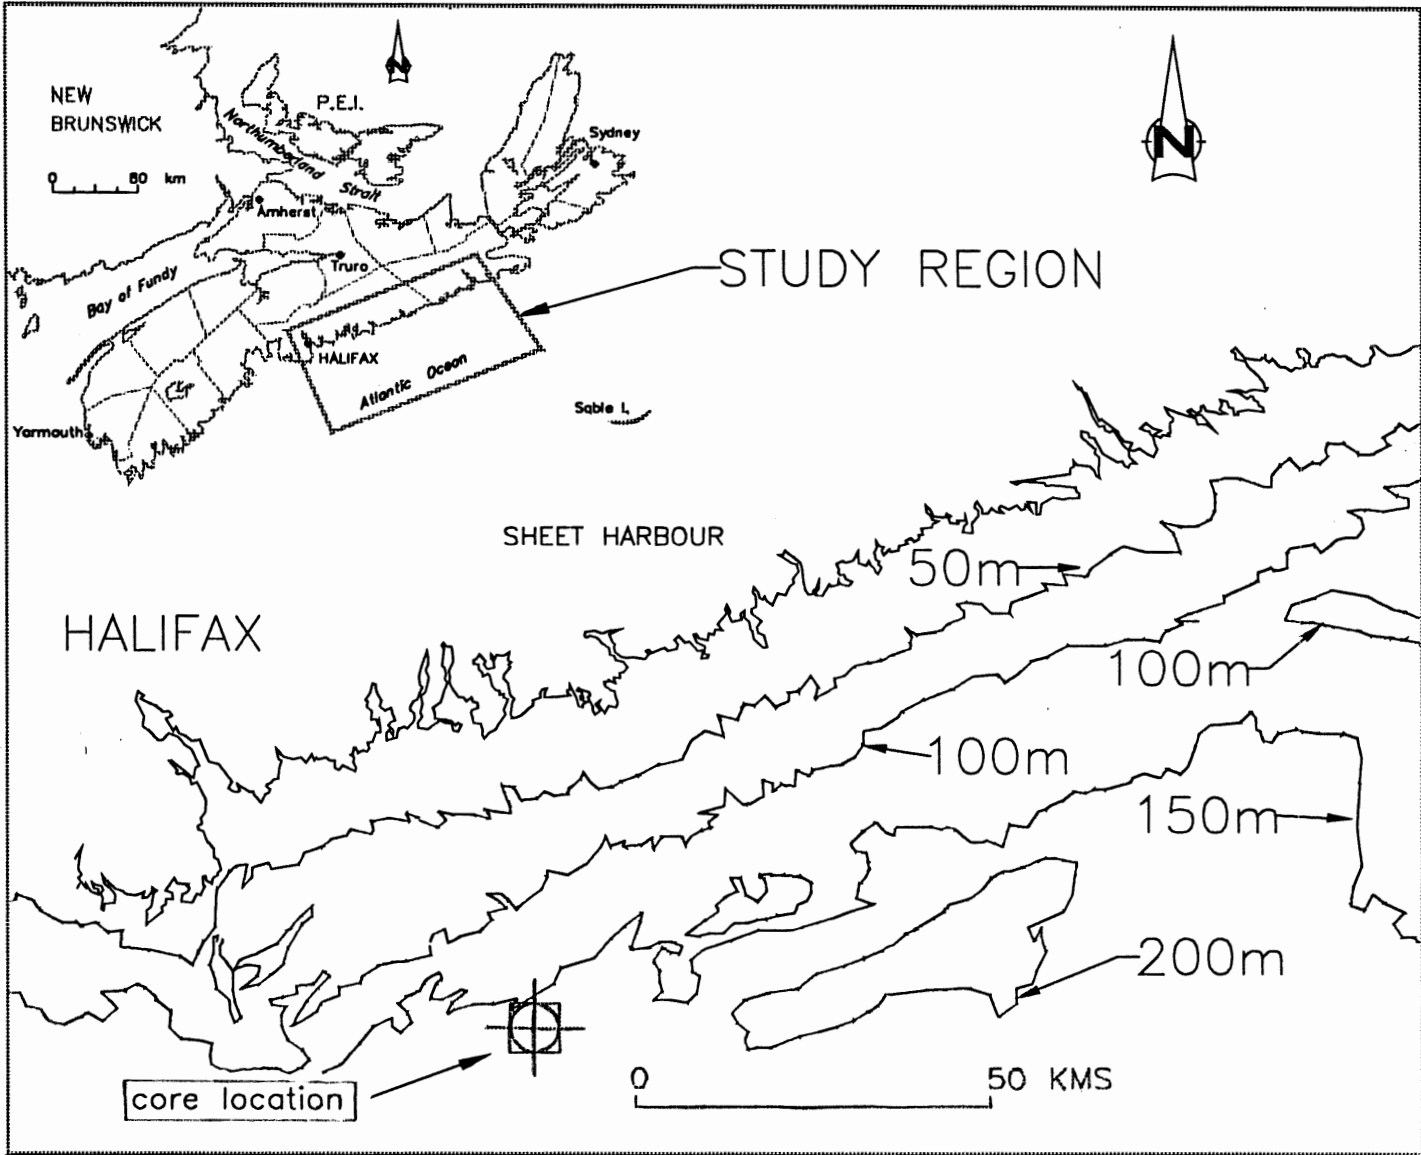 NEW
BRUNSWICK
P.E.I.
N
N
Northumberland Strait
Sydney
0 80 km
Amherst
Truro
STUDY REGION
Bay of Fundy
HALIFAX
Atlantic Ocean
Sable I.
Yarmouth
SHEET HARBOUR
50m
HALIFAX
100m
100m
150m
200m
0 50 KMS
core location